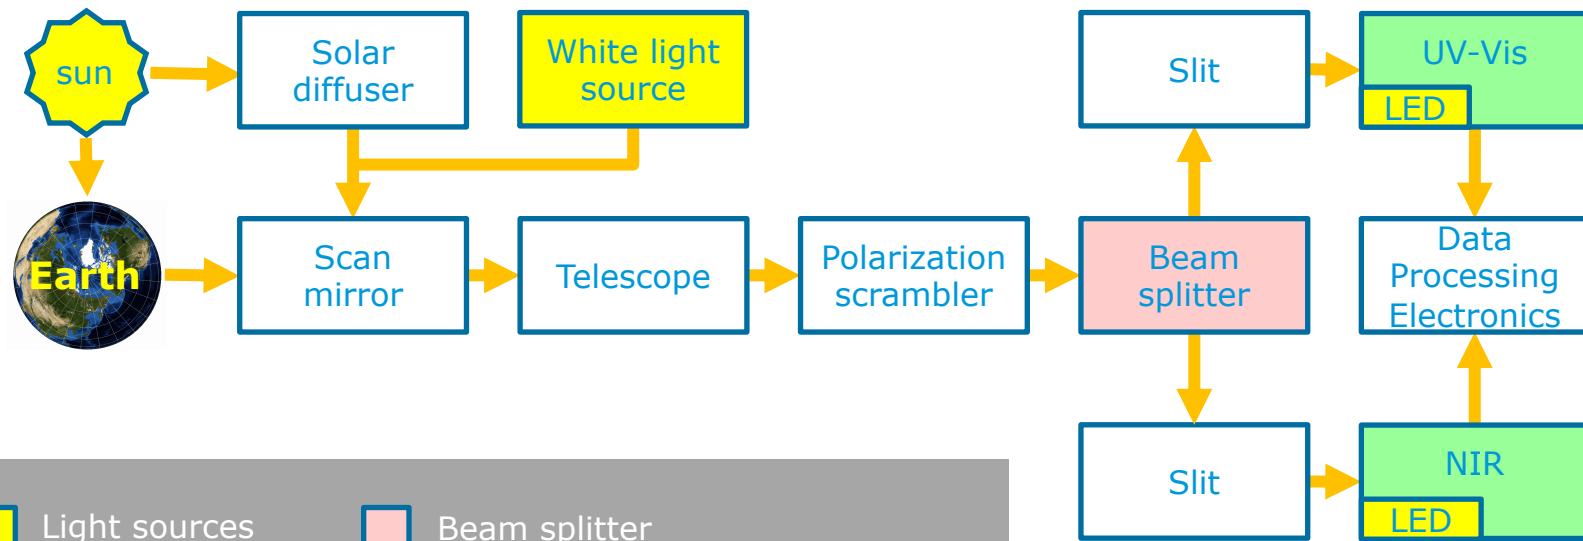 sun
Solar
diffuser
White light
source
Slit
UV-Vis
LED
Earth
Scan
mirror
Telescope
Polarization
scrambler
Beam
splitter
Data
Processing
Electronics
Slit
NIR
LED
Light sources
Beam splitter